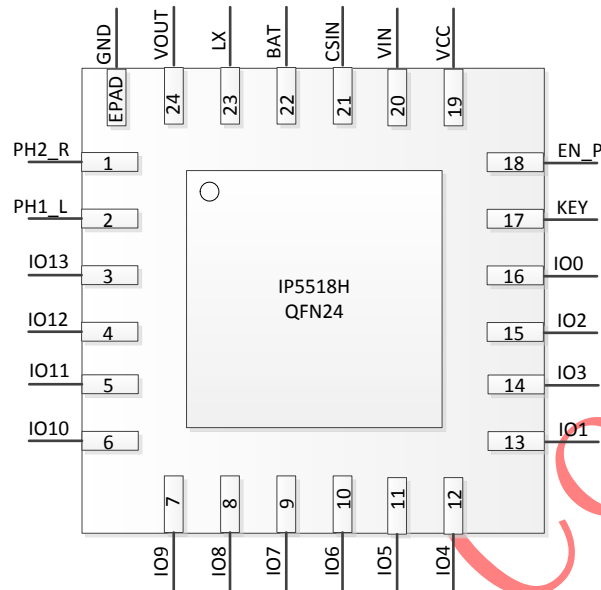 GND
VOUT
LX
BAT
CSIN
VIN
VCC
EPAD
24
23
22
21
20
19
PH2_R
1
18
EN_P
PH1_L
2
17
KEY
IO13
3
16
IO0
IP5518H
QFN24
IO12
4
15
IO2
IO11
5
14
IO3
IO10
6
13
IO1
7
8
9
10
11
12
IO9
IO8
IO7
IO6
IO5
IO4